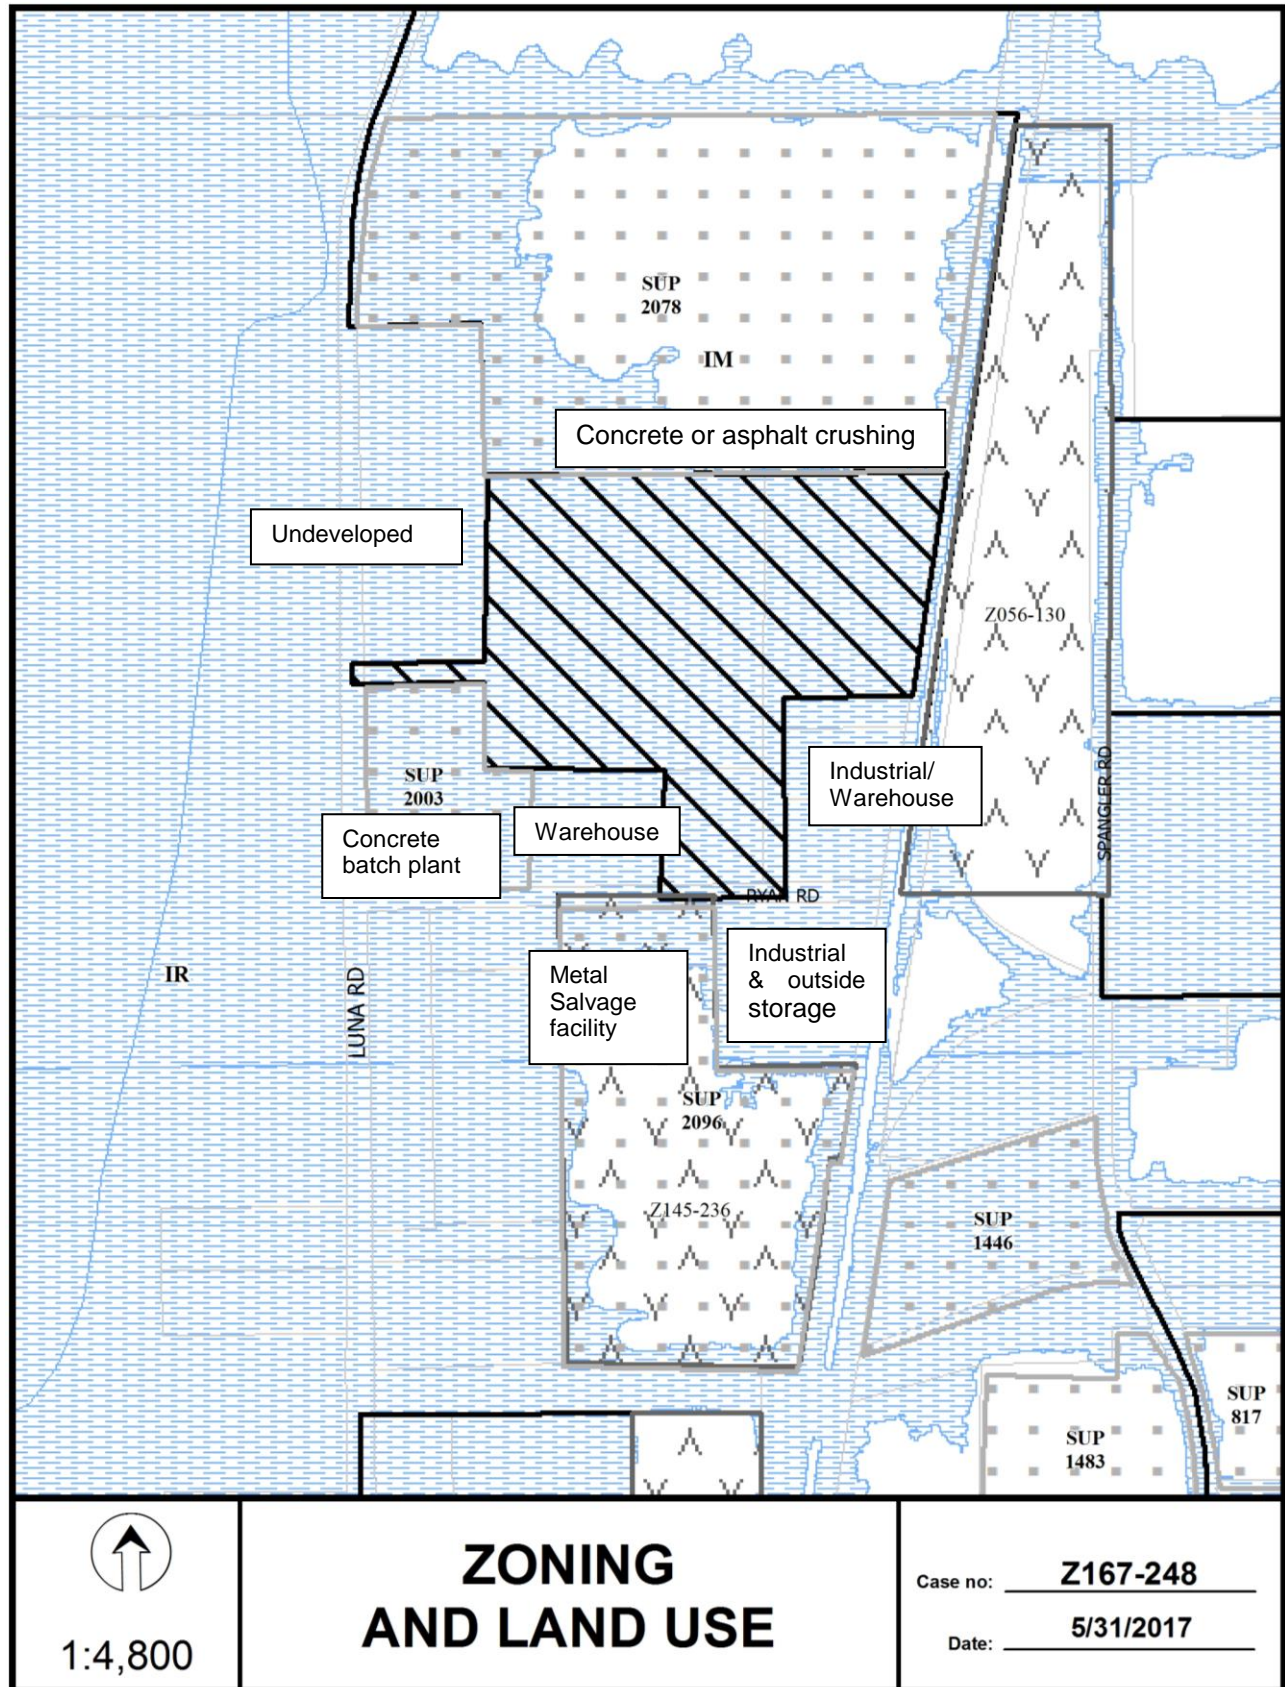 SUP
2078
IM
Concrete or asphalt crushing
Undeveloped
Z056-130
SUP
2003
Industrial/
Warehouse
SPANGLER RD
Concrete
batch plant
Warehouse
RYAN RD
IR
LUNA RD
Metal
Salvage
facility
Industrial
& outside
storage
SUP
2096
Z145-236
SUP
1446
SUP
817
SUP
1483
1:4,800
ZONING
AND LAND USE
Case no: Z167-248
Date: 5/31/2017